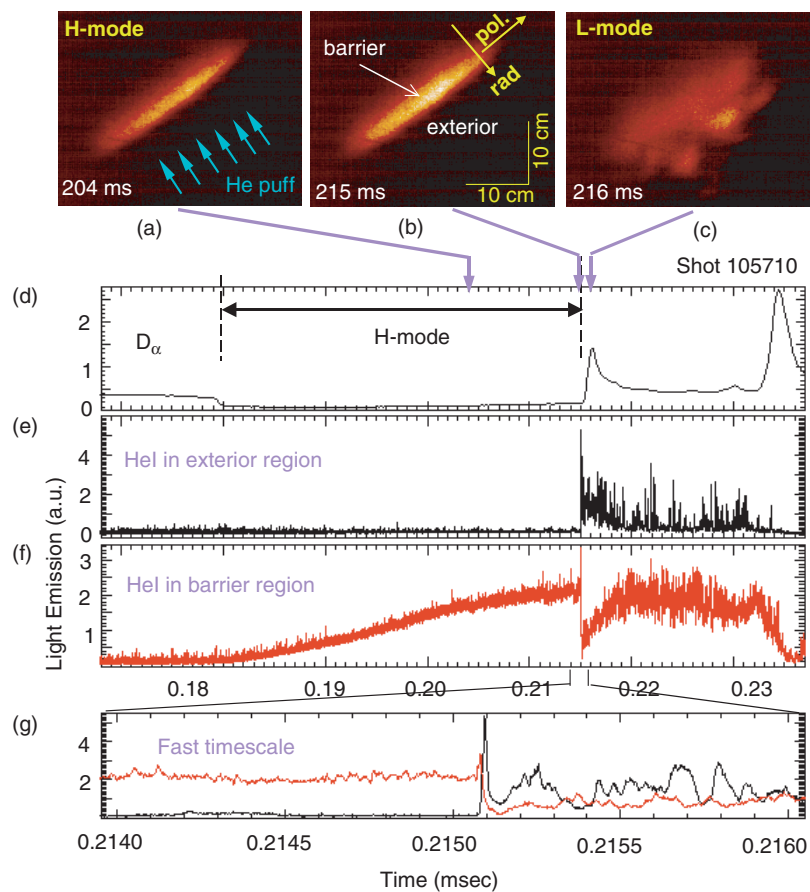 H-mode
He puff
204 ms
(a)
barrier
pol.
rad
exterior
10 cm
10 cm
215 ms
(b)
L-mode
216 ms
(c)
Shot 105710
(d)
2
1
0
Dα
H-mode
(e)
4
2
0
HeI in exterior region
(f)
3
2
1
HeI in barrier region
Light Emission (a.u.)
0.18 0.19 0.20 0.21 0.22 0.23
(g)
4
2
Fast timescale
0.2140 0.2145 0.2150 0.2155 0.2160
Time (msec)